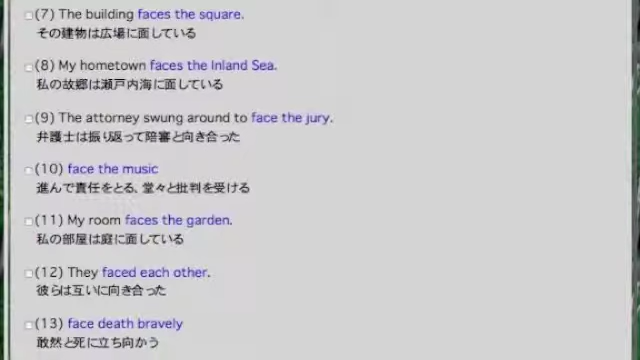 (7) The building faces the square.
その建物は広場に面している
(8) My hometown faces the Inland Sea.
私の故郷は瀬戸内海に面している
(9) The attorney swung around to face the jury.
弁護士は振り返って陪審と向き合った
(10) face the music
進んで責任をとる、堂々と批判を受ける
(11) My room faces the garden.
私の部屋は庭に面している
(12) They faced each other.
彼らは互いに向き合った
(13) face death bravely
敢然と死に立ち向かう